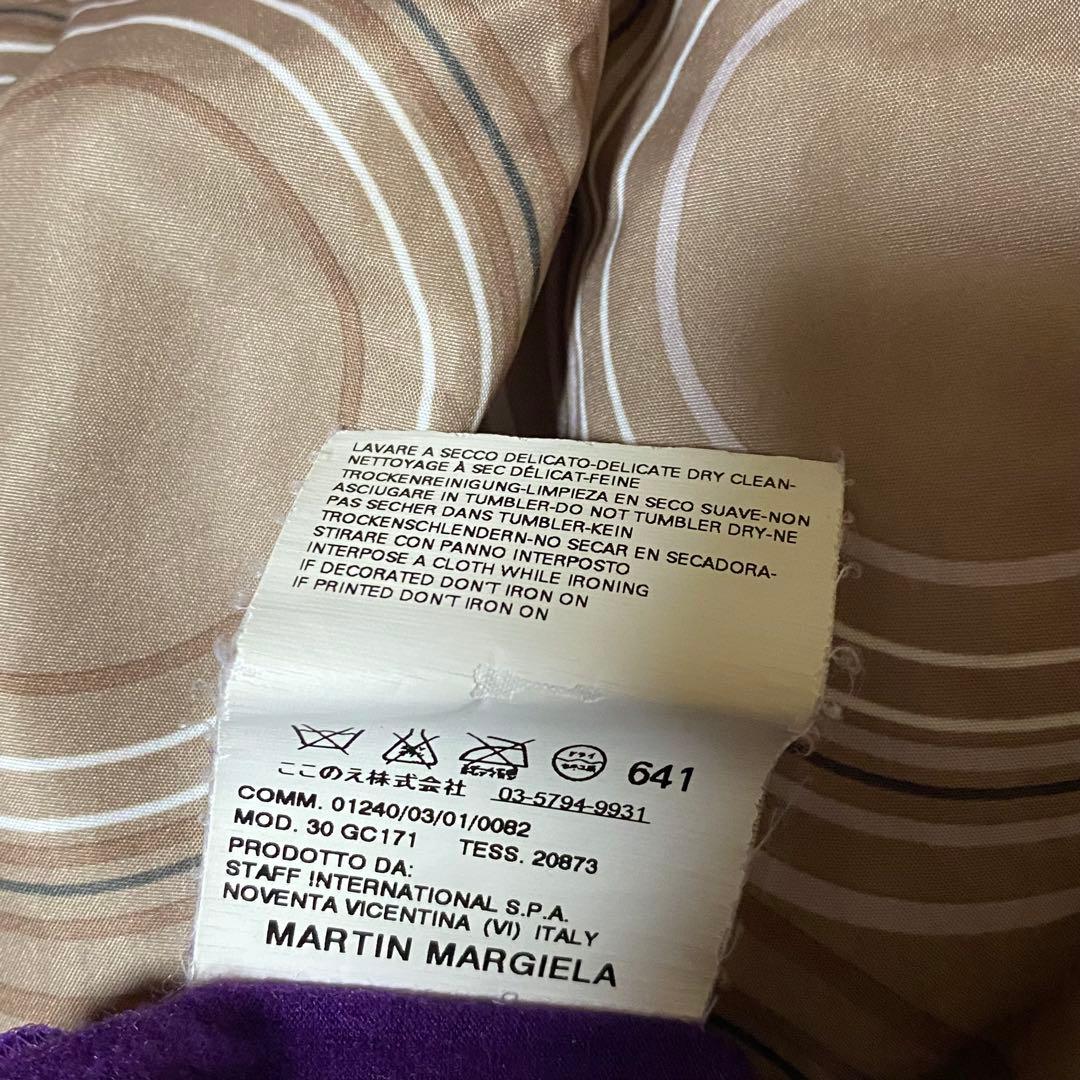 LAVARE A SECCO DELICATO-DELICATE DRY CLEAN-
NETTOYAGE À SEC DÉLICAT-FEINE
TROCKENREINIGUNG-LIMPIEZA EN SECO SUAVE-NON
ASCIUGARE IN TUMBLER-DO NOT TUMBLER DRY-NE
PAS SECHER DANS TUMBLER-KEIN
TROCKENSCHLENDERN-NO SECAR EN SECADORA-
STIRARE CON PANNO INTERPOSTO
INTERPOSE A CLOTH WHILE IRONING
IF DECORATED DON'T IRON ON
IF PRINTED DON'T IRON ON
ドライ 641
ここのえ株式会社 03-5794-9931
COMM. 01240/03/01/0082
MOD. 30 GC171 TESS. 20873
PRODOTTO DA:
STAFF INTERNATIONAL S.P.A.
NOVENTA VICENTINA (VI) ITALY
MARTIN MARGIELA